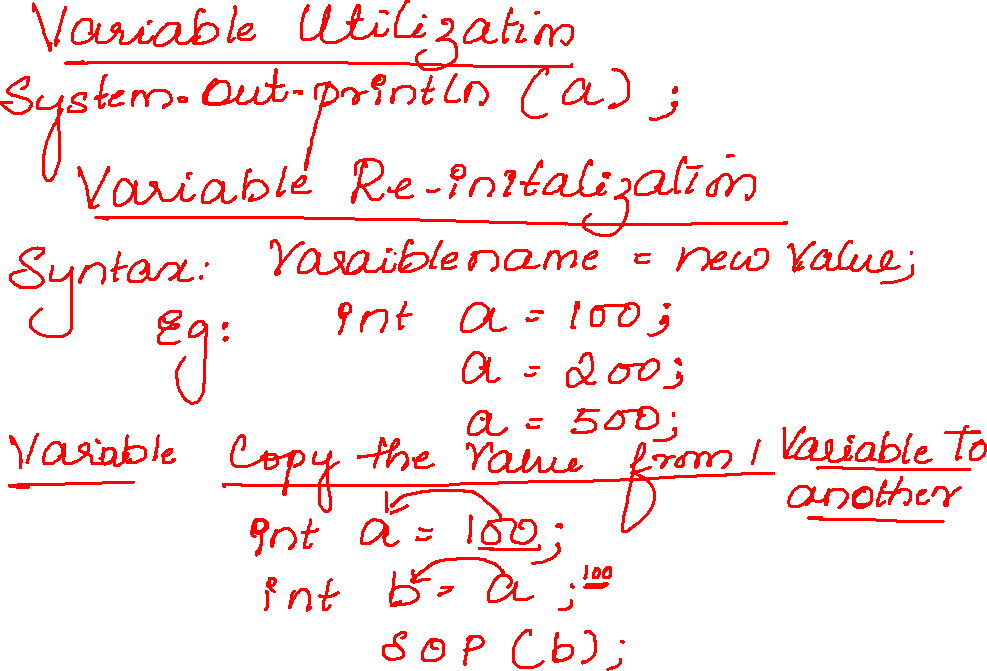 Variable Utilization
System.out.println (a) ;
Variable Re-initalization
Syntax: Varaiblename = new Value;
Eg: int a = 100;
a = 200;
a = 500;
Variable Copy the Value from 1 Variable To
another
int a = 100;
int b = a ; 100
SOP (b);